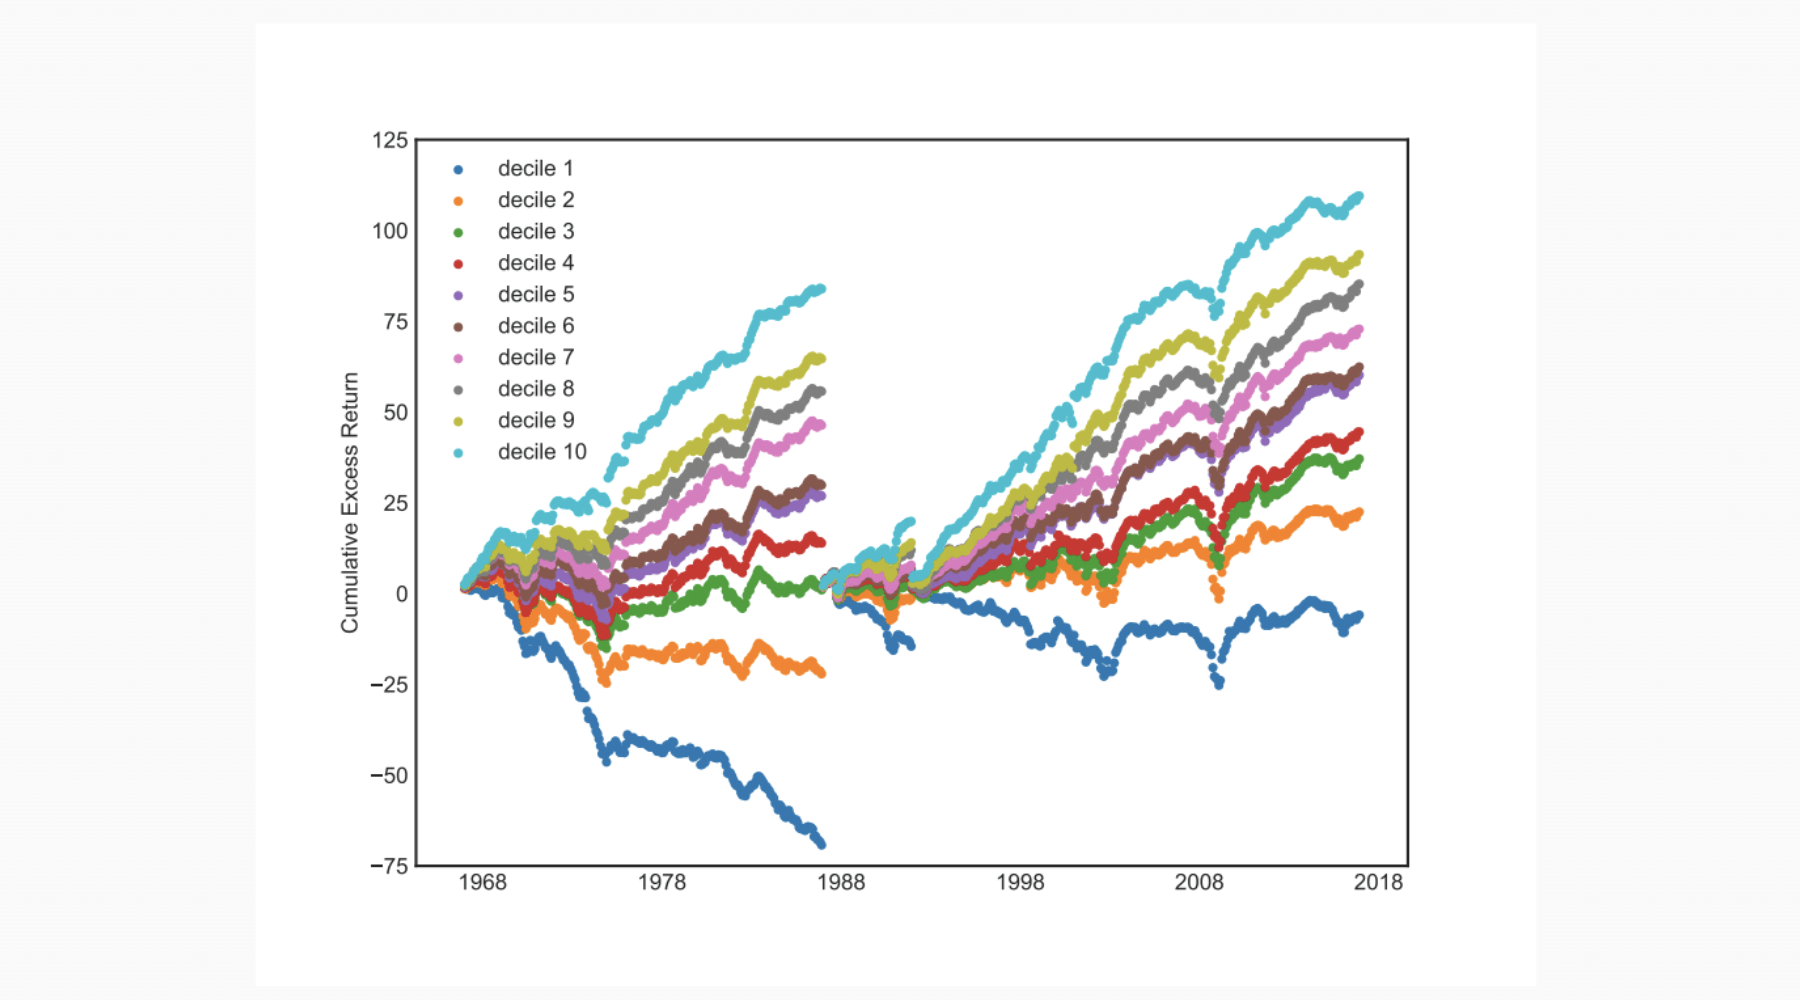 125
100
75
50
25
0
−25
−50
−75
Cumulative Excess Return
decile 1
decile 2
decile 3
decile 4
decile 5
decile 6
decile 7
decile 8
decile 9
decile 10
1968 1978 1988 1998 2008 2018